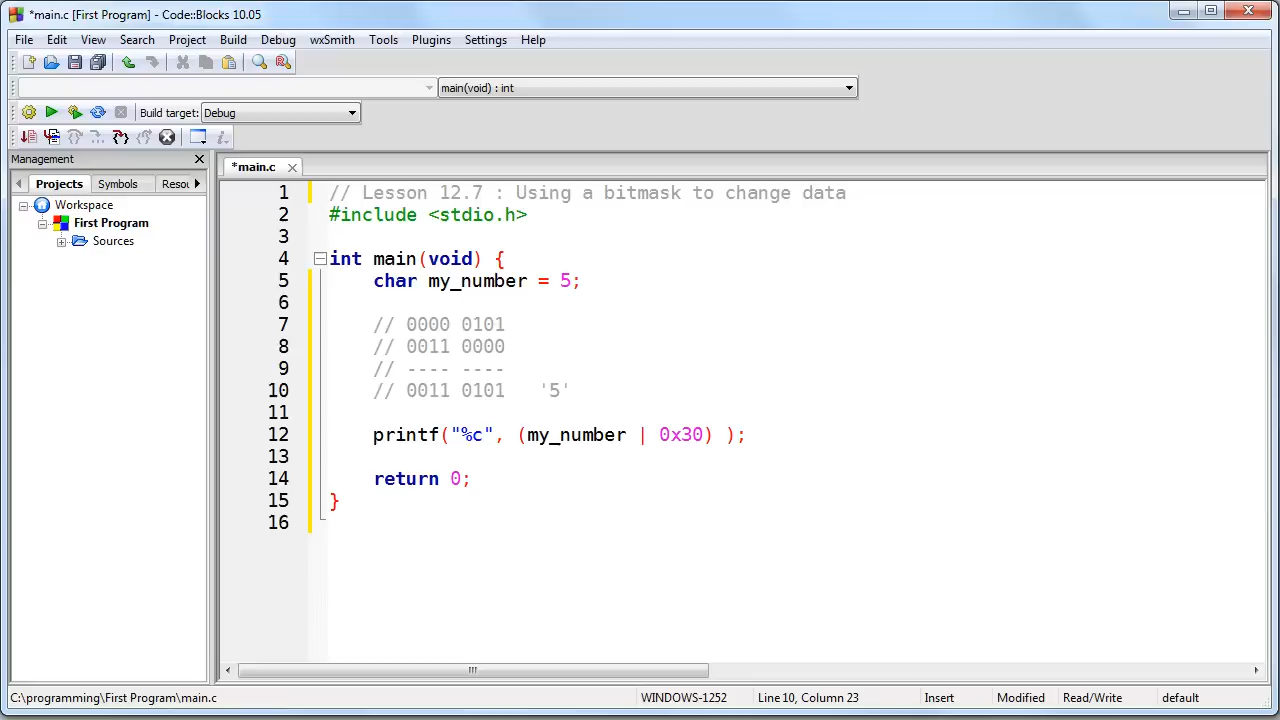 *main.c [First Program] - Code::Blocks 10.05
File Edit View Search Project Build Debug wxSmith Tools Plugins Settings Help
main(void) : int
Build target: Debug
Management
*main.c
Projects Symbols Resou
Workspace
First Program
Sources
1 // Lesson 12.7 : Using a bitmask to change data
2 #include <stdio.h>
3
4 int main(void) {
5     char my_number = 5;
6
7     // 0000 0101
8     // 0011 0000
9     // ---- ----
10     // 0011 0101   '5'
11
12     printf("%c", (my_number | 0x30) );
13
14     return 0;
15 }
16
C:\programming\First Program\main.c WINDOWS-1252 Line 10, Column 23 Insert Modified Read/Write default